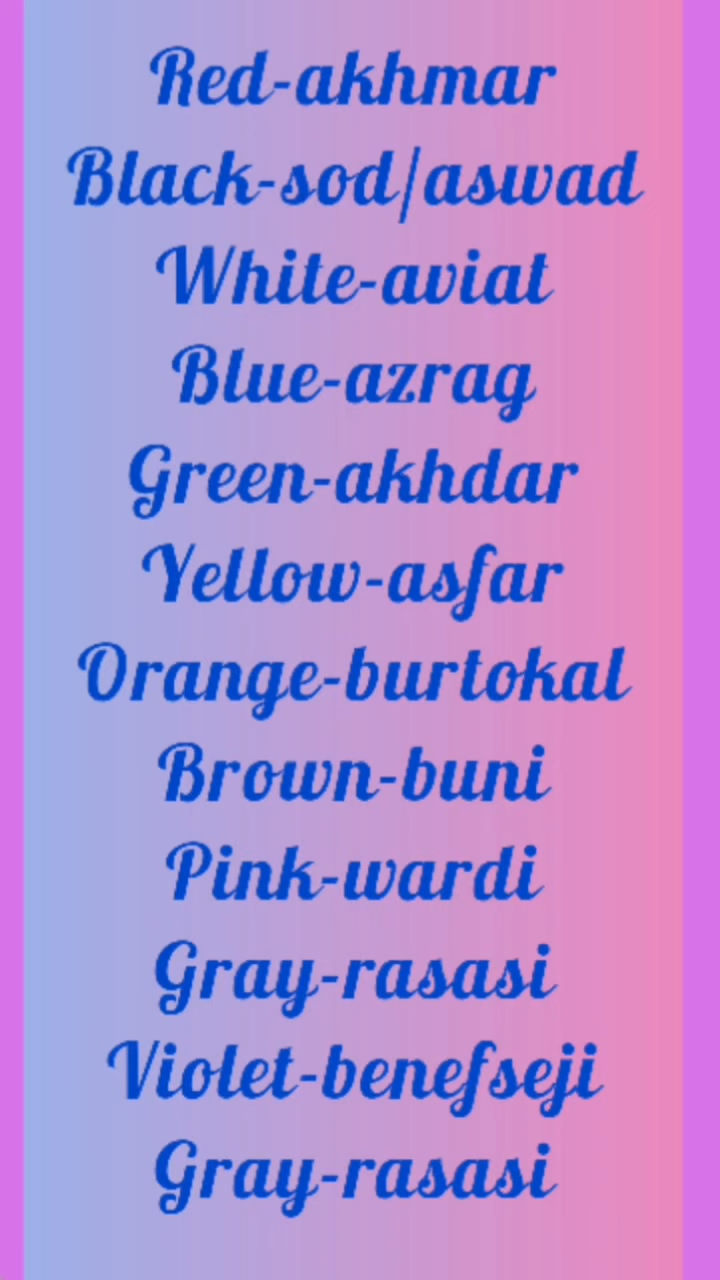 Red-akhmar
Black-sod/aswad
White-aviat
Blue-azrag
Green-akhdar
Yellow-asfar
Orange-burtokal
Brown-buni
Pink-wardi
Gray-rasasi
Violet-benefseji
Gray-rasasi